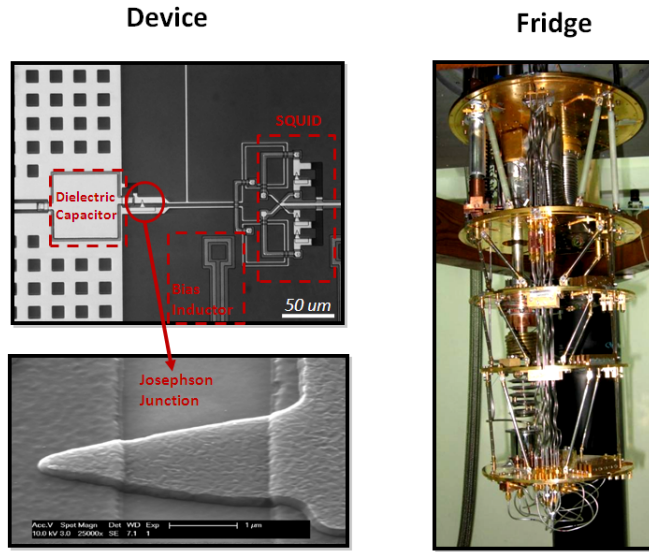 Device
Fridge
SQUID
Dielectric
Capacitor
Bias
Inductor
50 um
Josephson
Junction
Acc.V Spot Magn Det WD Exp 1 µm
10.0 kV 3.0 25000x SE 7.1 1